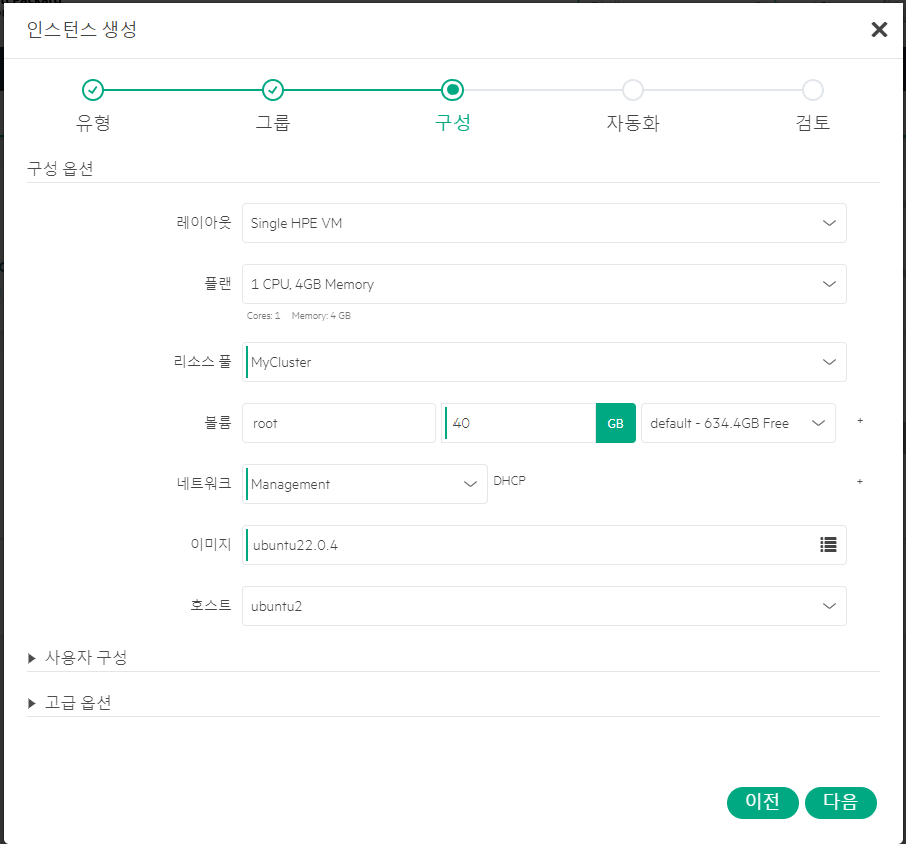 인스턴스 생성
유형
그룹
구성
자동화
검토
구성 옵션
레이아웃 Single HPE VM
플랜 1 CPU, 4GB Memory
Cores: 1 Memory: 4 GB
리소스 풀 MyCluster
볼륨 root 40 GB default - 634.4GB Free +
네트워크 Management DHCP +
이미지 ubuntu22.0.4
호스트 ubuntu2
사용자 구성
고급 옵션
이전 다음